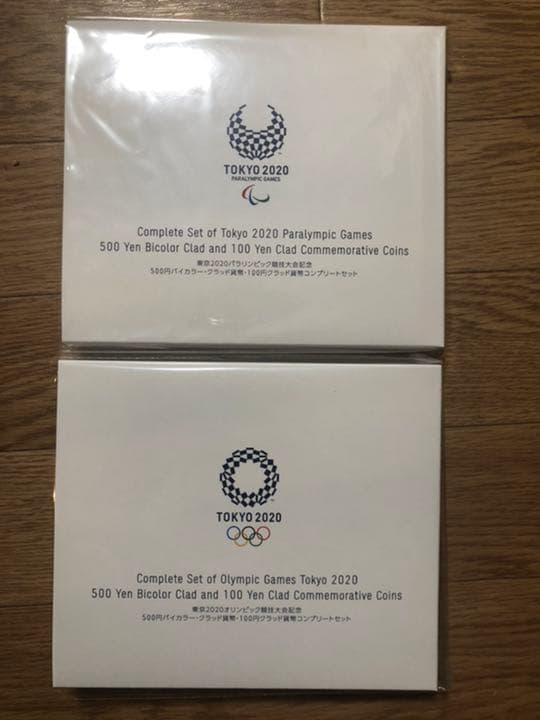 TOKYO 2020
PARALYMPIC GAMES
Complete Set of Tokyo 2020 Paralympic Games
500 Yen Bicolor Clad and 100 Yen Clad Commemorative Coins
東京2020パラリンピック競技大会記念
500円バイカラー・クラッド貨幣・100円クラッド貨幣コンプリートセット
TOKYO 2020
Complete Set of Olympic Games Tokyo 2020
500 Yen Bicolor Clad and 100 Yen Clad Commemorative Coins
東京2020オリンピック競技大会記念
500円バイカラー・クラッド貨幣・100円クラッド貨幣コンプリートセット